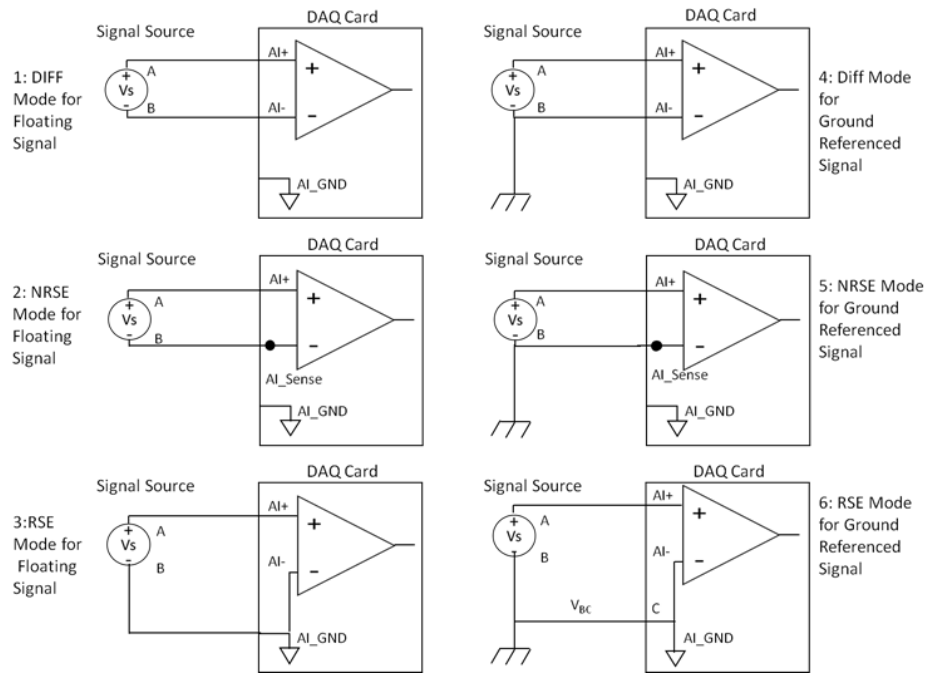 DAQ Card
Signal Source
1: DIFF
Mode for
Floating
Signal
+
Vs
-
A
B
AI+
AI-
+
-
AI_GND
DAQ Card
Signal Source
+
Vs
-
A
B
AI+
AI-
+
-
AI_GND
4: Diff Mode
for
Ground
Referenced
Signal
DAQ Card
Signal Source
2: NRSE
Mode for
Floating
Signal
+
Vs
-
A
B
AI+
+
-
AI_Sense
AI_GND
DAQ Card
Signal Source
+
Vs
-
A
B
AI+
+
-
AI_Sense
AI_GND
5: NRSE Mode
for Ground
Referenced
Signal
DAQ Card
Signal Source
3:RSE
Mode for
Floating
Signal
+
Vs
-
A
B
AI+
AI-
+
-
AI_GND
DAQ Card
Signal Source
+
Vs
-
A
B
AI+
AI-
+
-
VBC
C
AI_GND
6: RSE Mode
for Ground
Referenced
Signal